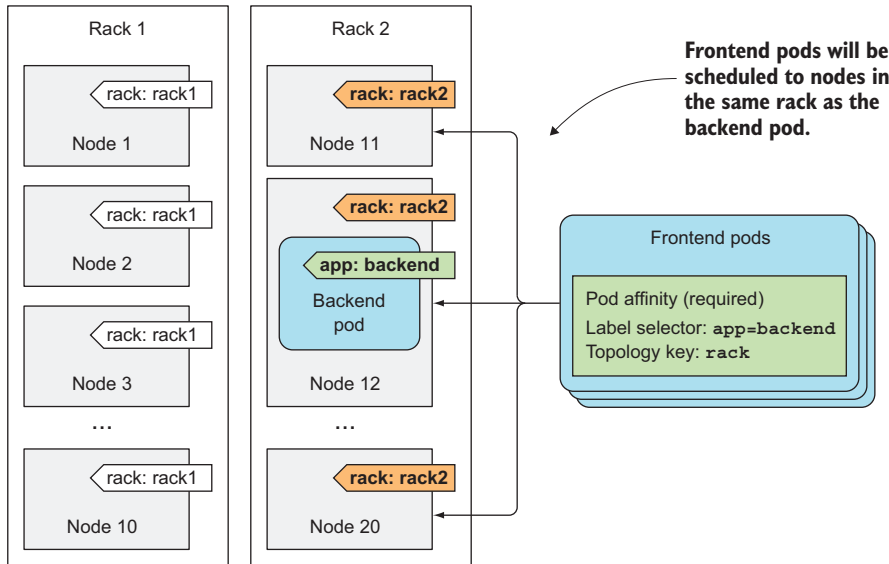 Rack 1
rack: rack1
Node 1
rack: rack1
Node 2
rack: rack1
Node 3
...
rack: rack1
Node 10
Rack 2
rack: rack2
Node 11
rack: rack2
app: backend
Backend
pod
Node 12
...
rack: rack2
Node 20
Frontend pods will be
scheduled to nodes in
the same rack as the
backend pod.
Frontend pods
Pod affinity (required)
Label selector: app=backend
Topology key: rack